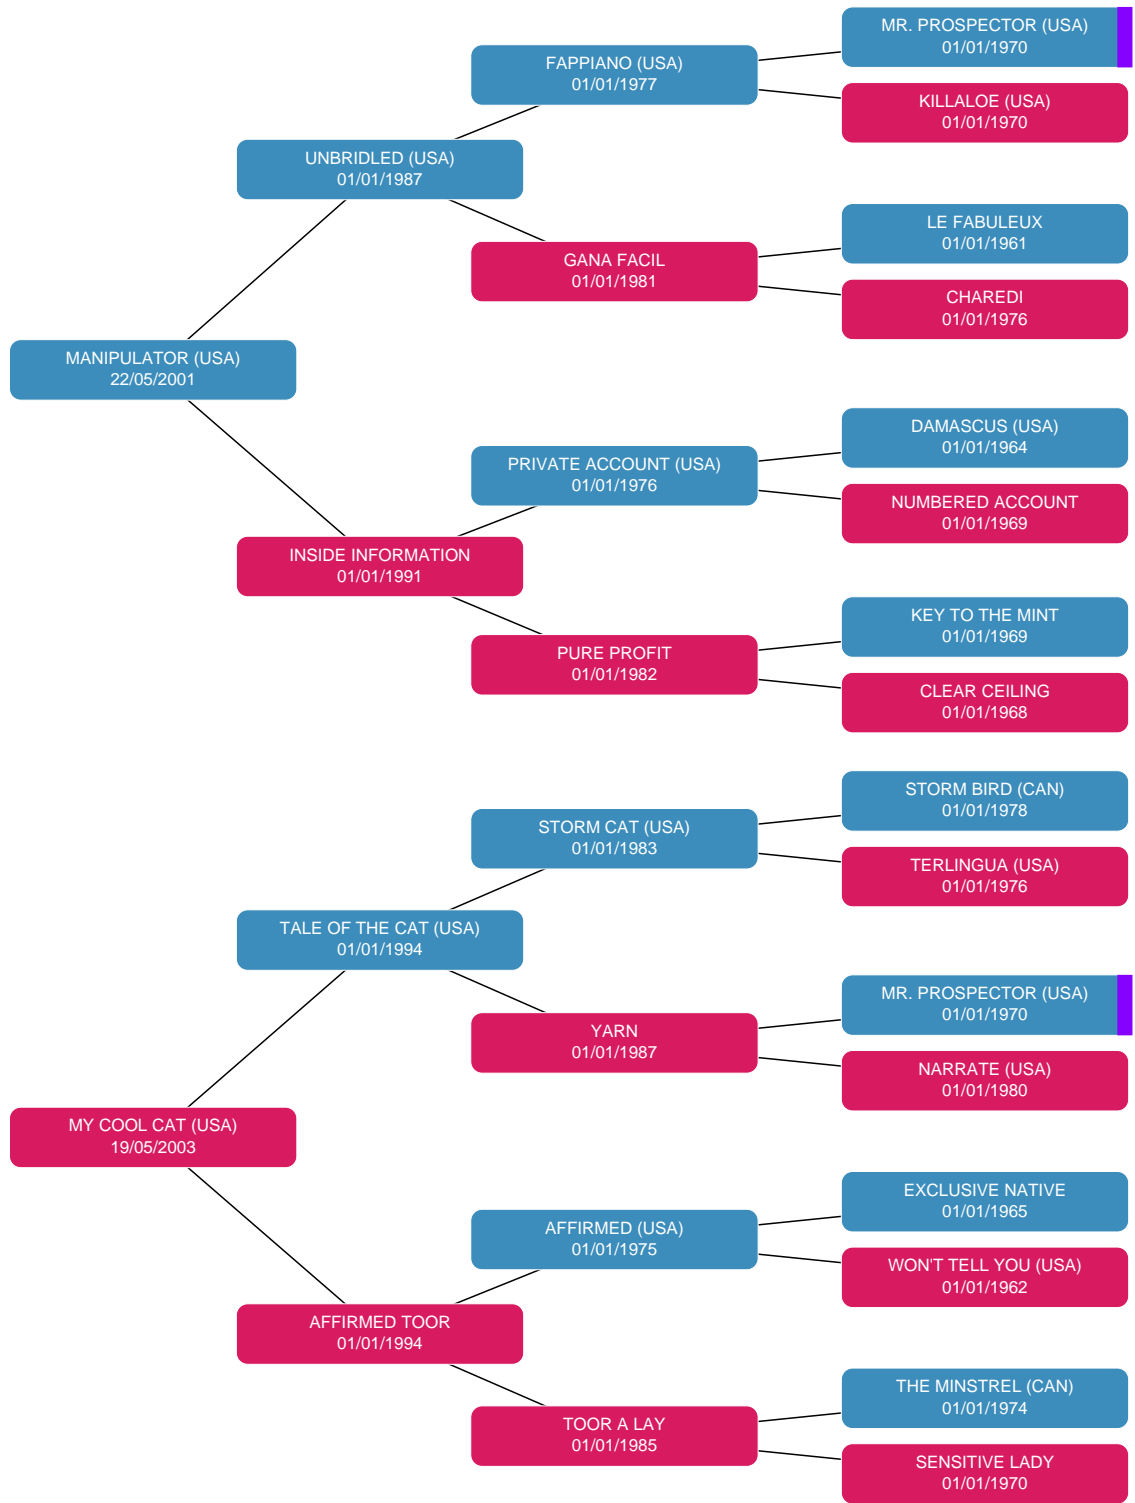 MR. PROSPECTOR (USA)
01/01/1970
FAPPIANO (USA)
01/01/1977
KILLALOE (USA)
01/01/1970
UNBRIDLED (USA)
01/01/1987
LE FABULEUX
01/01/1961
GANA FACIL
01/01/1981
CHAREDI
01/01/1976
MANIPULATOR (USA)
22/05/2001
DAMASCUS (USA)
01/01/1964
PRIVATE ACCOUNT (USA)
01/01/1976
NUMBERED ACCOUNT
01/01/1969
INSIDE INFORMATION
01/01/1991
KEY TO THE MINT
01/01/1969
PURE PROFIT
01/01/1982
CLEAR CEILING
01/01/1968
STORM BIRD (CAN)
01/01/1978
STORM CAT (USA)
01/01/1983
TERLINGUA (USA)
01/01/1976
TALE OF THE CAT (USA)
01/01/1994
MR. PROSPECTOR (USA)
01/01/1970
YARN
01/01/1987
NARRATE (USA)
01/01/1980
MY COOL CAT (USA)
19/05/2003
EXCLUSIVE NATIVE
01/01/1965
AFFIRMED (USA)
01/01/1975
WON'T TELL YOU (USA)
01/01/1962
AFFIRMED TOOR
01/01/1994
THE MINSTREL (CAN)
01/01/1974
TOOR A LAY
01/01/1985
SENSITIVE LADY
01/01/1970